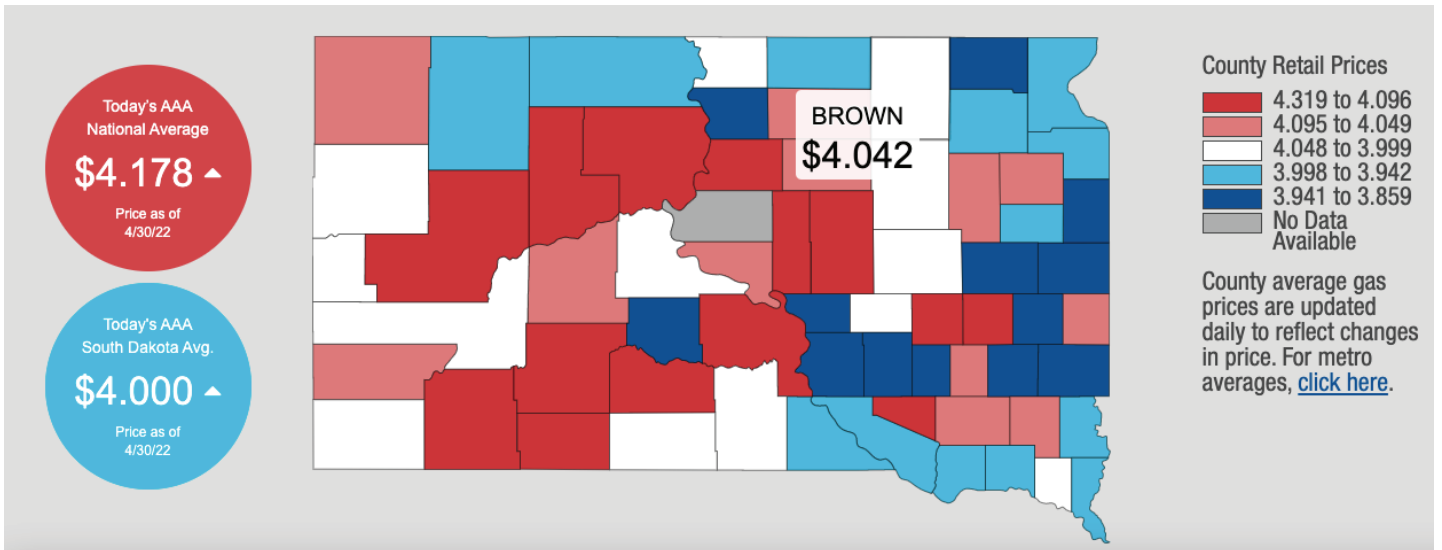 Today's AAA
National Average
$4.178
Price as of
4/30/22
Today's AAA
South Dakota Avg.
$4.000
Price as of
4/30/22
BROWN
$4.042
County Retail Prices
4.319 to 4.096
4.095 to 4.049
4.048 to 3.999
3.998 to 3.942
3.941 to 3.859
No Data
Available
County average gas
prices are updated
daily to reflect changes
in price. For metro
averages, click here.